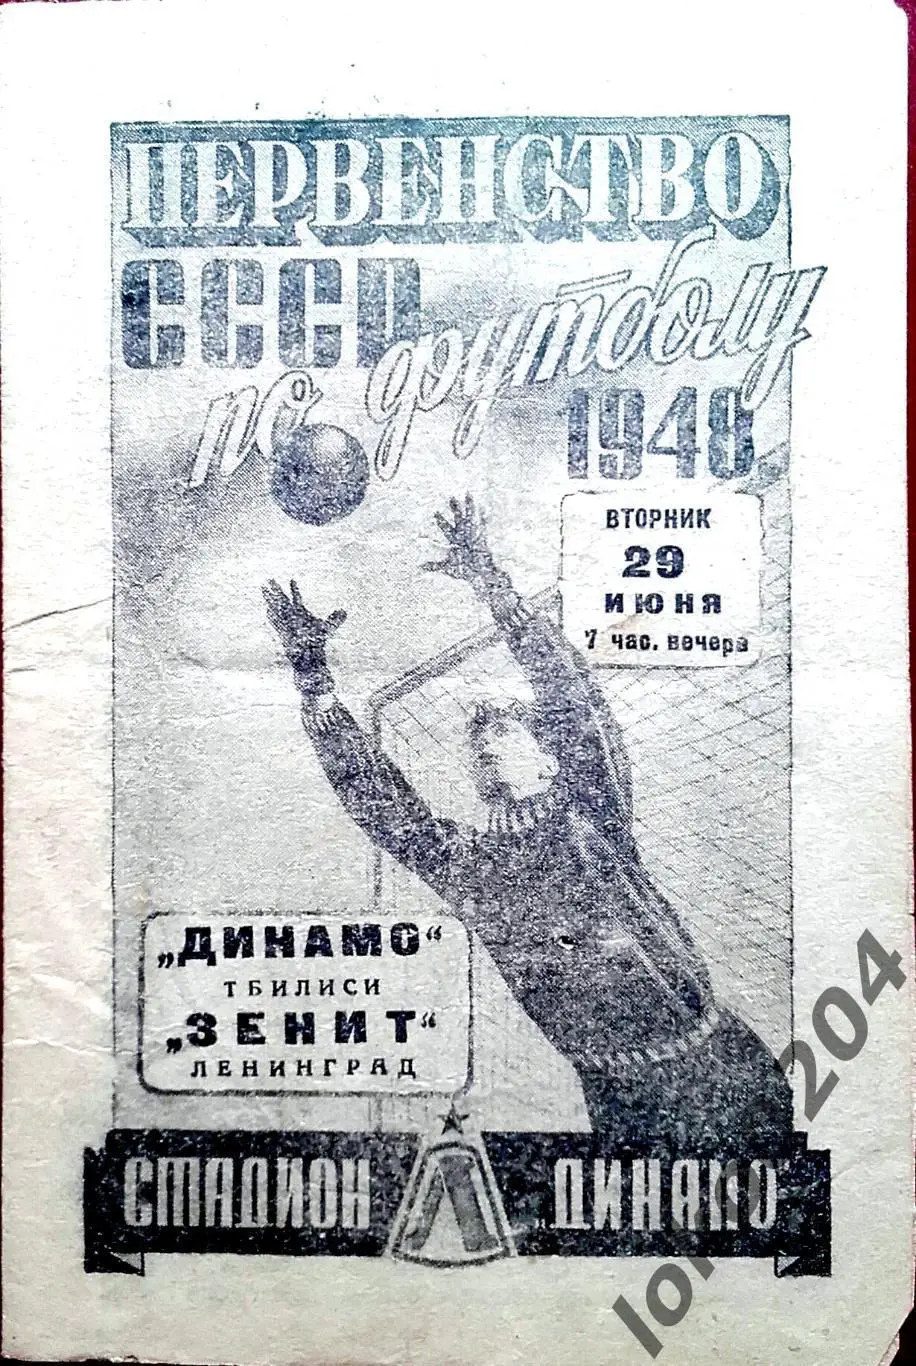 ПЕРВЕНСТВО
СССР
по футболу
1948
ВТОРНИК
29
ИЮНЯ
7 час. вечера
„ДИНАМО“
ТБИЛИСИ
„ЗЕНИТ“
ЛЕНИНГРАД
СТАДИОН Л „ДИНАМО